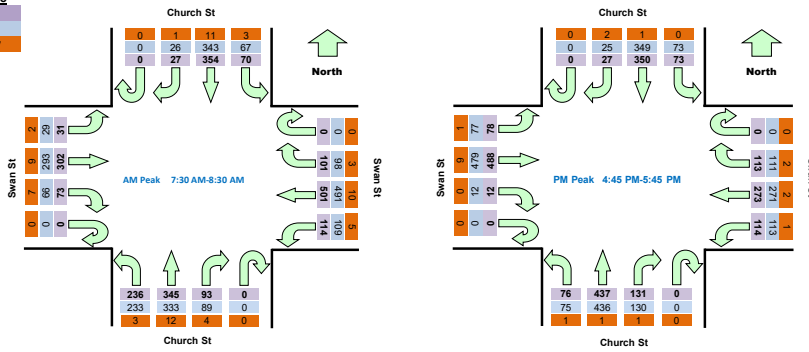 Church St
0 1 11 3
0 26 343 67
0 27 354 70
North
Swan St
2 29 31
9 293 302
7 66 73
0 0 0
AM Peak 7:30 AM-8:30 AM
0 0 0
101 98 3
501 491 10
114 109 5
Swan St
236 345 93 0
233 333 89 0
3 12 4 0
Church St
Church St
0 2 1 0
0 25 349 73
0 27 350 73
North
Swan St
1 77 78
9 479 488
0 12 12
0 0 0
PM Peak 4:45 PM-5:45 PM
0 0 0
113 111 2
273 271 2
114 113 1
76 437 131 0
75 436 130 0
1 1 1 0
Church St